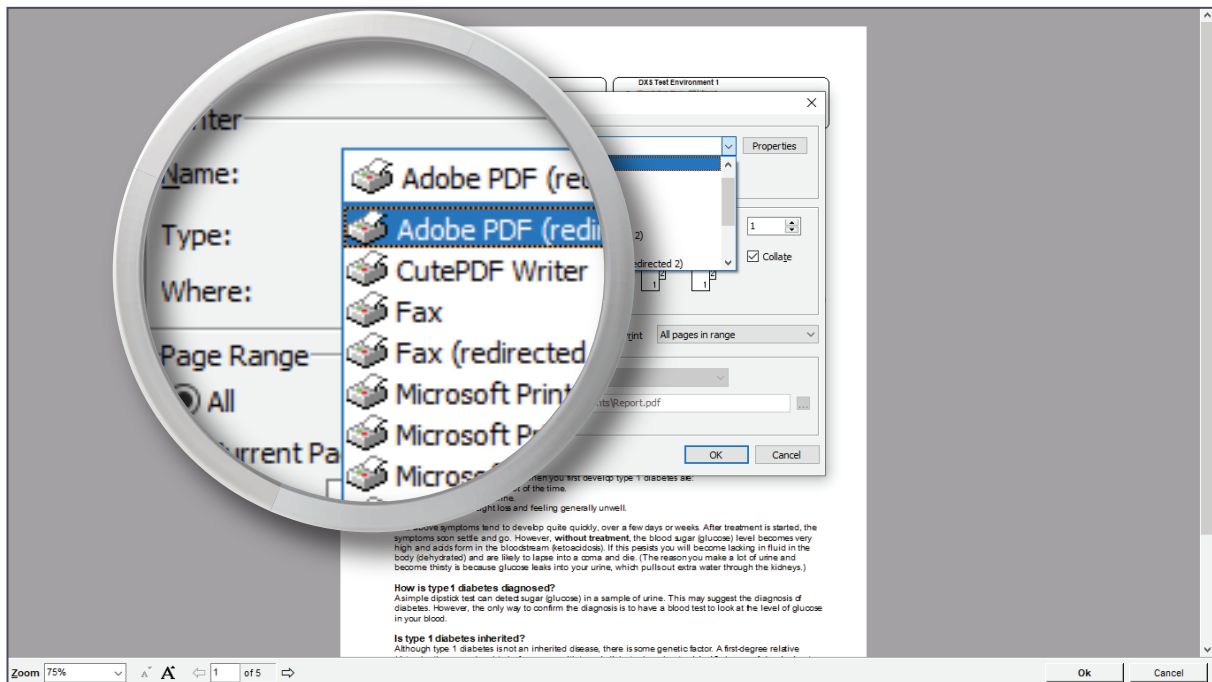 DXS Test Environment 1
Printer
Name:
Adobe PDF (red
Properties
Adobe PDF (redi
Type:
2)
1
CutePDF Writer
Where:
edirected 2)
Collate
Fax
1 2
1 2
Page Range
Fax (redirected
Print
All pages in range
All
Microsoft Print
Microsoft Pr
nts\Report.pdf
...
Current Pa
Microsof
OK
Cancel
hen you first develop type 1 diabetes are:
t of the time.
ine.
ght loss and feeling generally unwell.
above symptoms tend to develop quite quickly, over a few days or weeks. After treatment is started, the
symptoms soon settle and go. However, without treatment, the blood sugar (glucose) level becomes very
high and acids form in the bloodstream (ketoacidosis). If this persists you will become lacking in fluid in the
body (dehydrated) and are likely to lapse into a coma and die. (The reason you make a lot of urine and
become thirsty is because glucose leaks into your urine, which pulls out extra water through the kidneys.)
How is type 1 diabetes diagnosed?
A simple dipstick test can detect sugar (glucose) in a sample of urine. This may suggest the diagnosis of
diabetes. However, the only way to confirm the diagnosis is to have a blood test to look at the level of glucose
in your blood.
Is type 1 diabetes inherited?
Although type 1 diabetes is not an inherited disease, there is some genetic factor. A first-degree relative
Zoom 75% A A 1 of 5 Ok Cancel